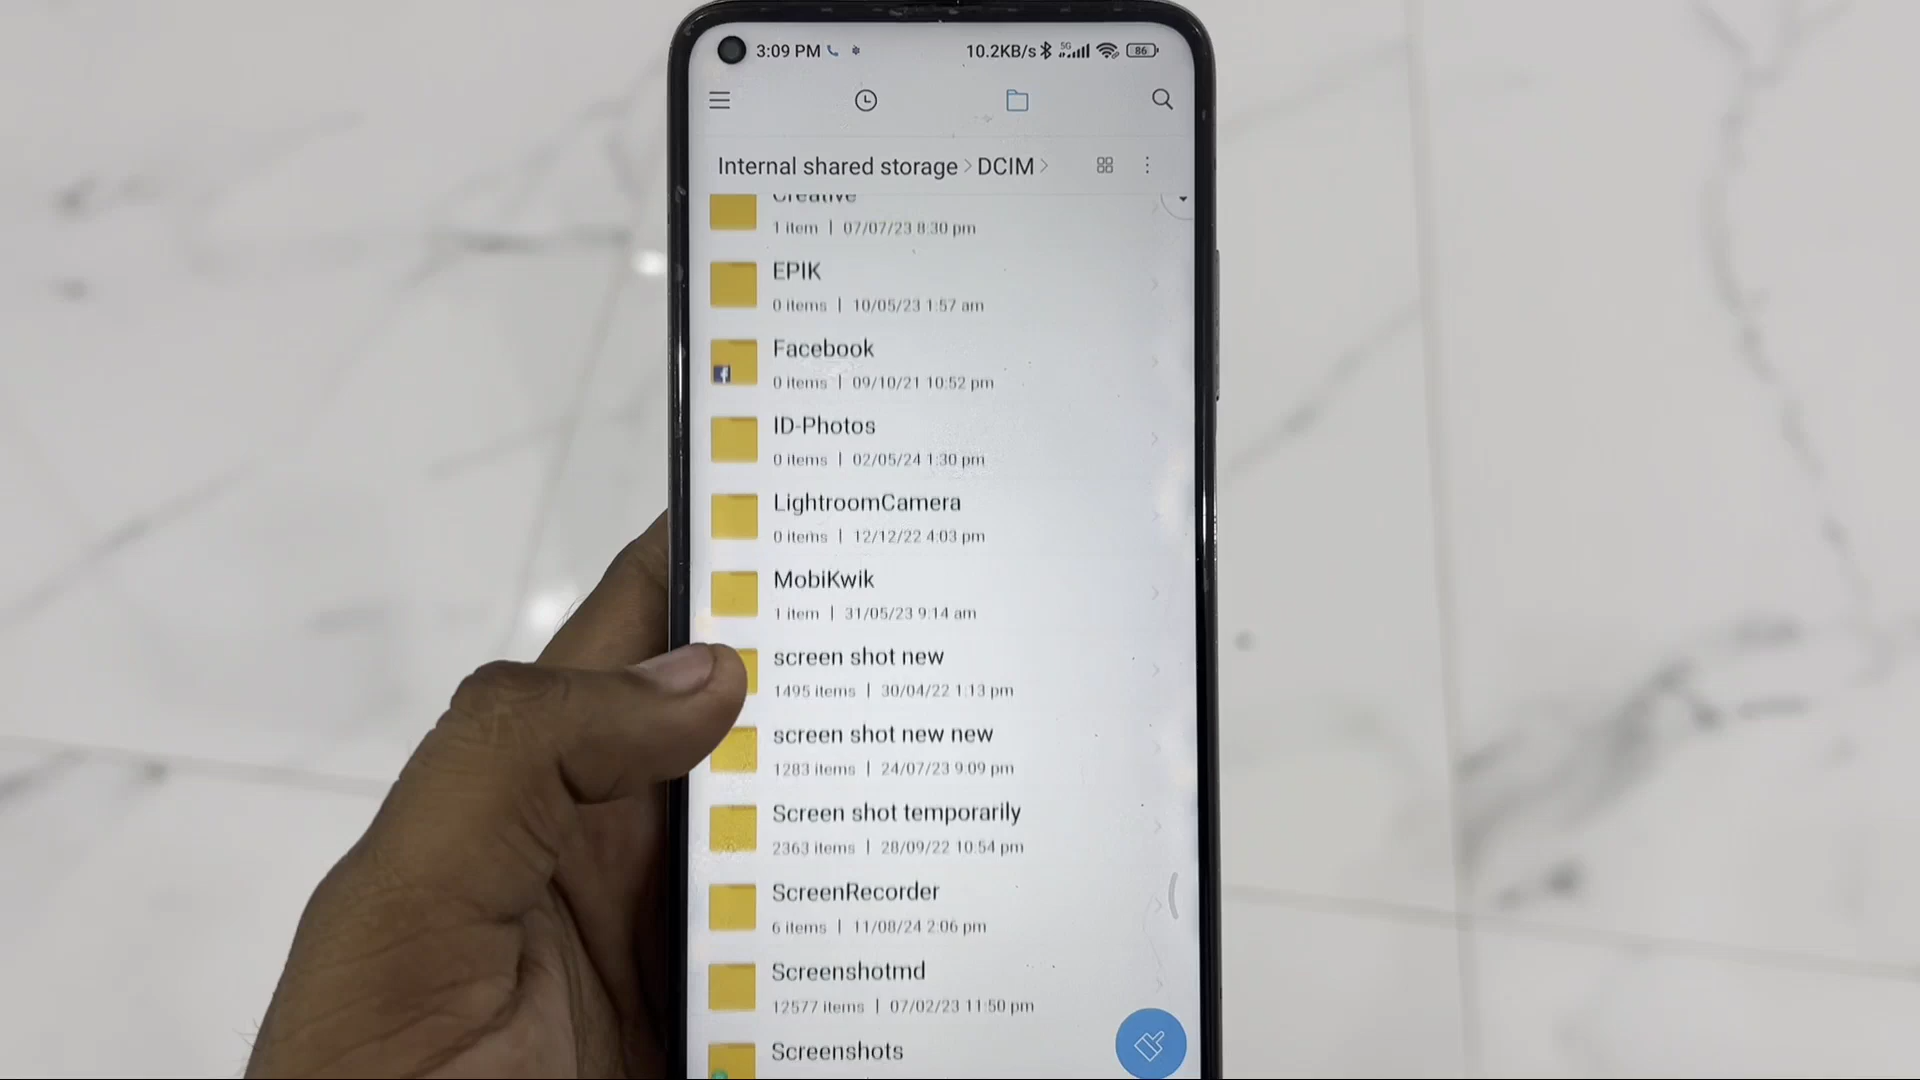 3:09 PM 10.2KB/s 5G 86
Internal shared storage > DCIM >
Creative
1 item | 07/07/23 8:30 pm
EPIK
0 items | 10/05/23 1:57 am
Facebook
0 items | 09/10/21 10:52 pm
ID-Photos
0 items | 02/05/24 1:30 pm
LightroomCamera
0 items | 12/12/22 4:03 pm
MobiKwik
1 item | 31/05/23 9:14 am
screen shot new
1495 items | 30/04/22 1:13 pm
screen shot new new
1283 items | 24/07/23 9:09 pm
Screen shot temporarily
2363 items | 28/09/22 10:54 pm
ScreenRecorder
6 items | 11/08/24 2:06 pm
Screenshotmd
12577 items | 07/02/23 11:50 pm
Screenshots